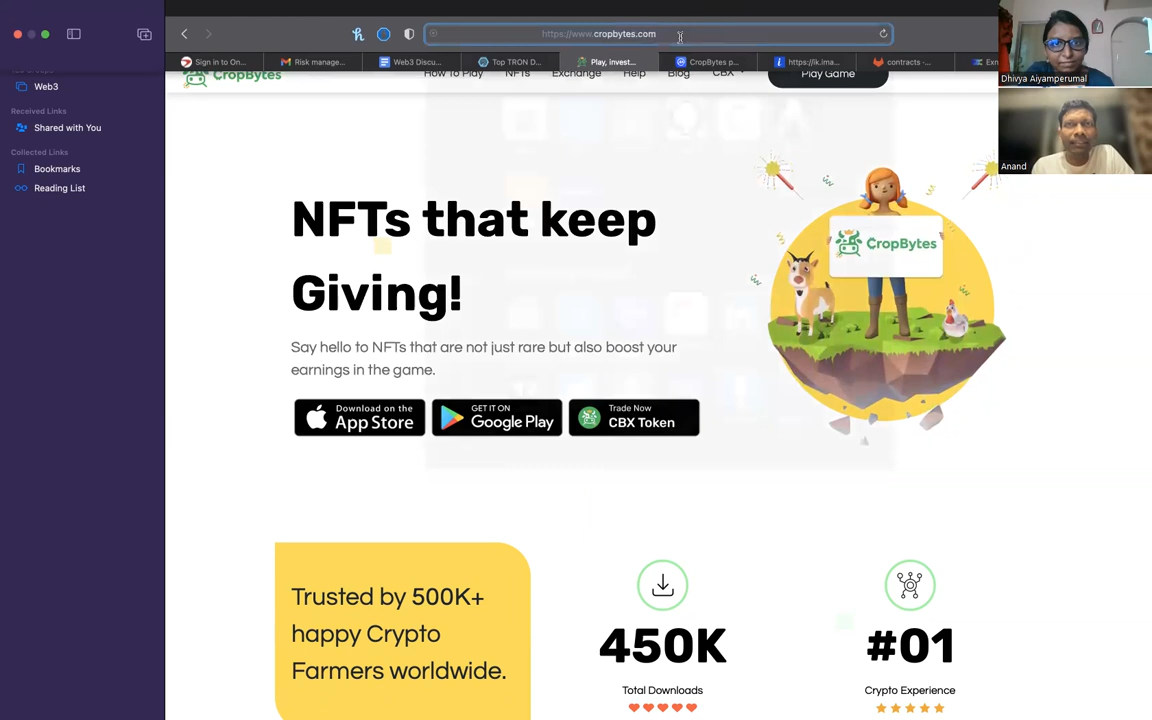 https://www.cropbytes.com
Sign in to On...
Risk manage...
Web3 Discu...
Top TRON D...
Play, invest...
CropBytes p...
https://ik.ima...
contracts -...
Dhivya Aiyamperumal
CropBytes
How To Play
NFTs
Exchange
Help
Blog
CBX
Play Game
Web3
Received Links
Shared with You
Collected Links
Bookmarks
Reading List
Anand
NFTs that keep
Giving!
CropBytes
Say hello to NFTs that are not just rare but also boost your
earnings in the game.
Download on the
App Store
GET IT ON
Google Play
Trade Now
CBX Token
Trusted by 500K+
happy Crypto
Farmers worldwide.
450K
Total Downloads
#01
Crypto Experience